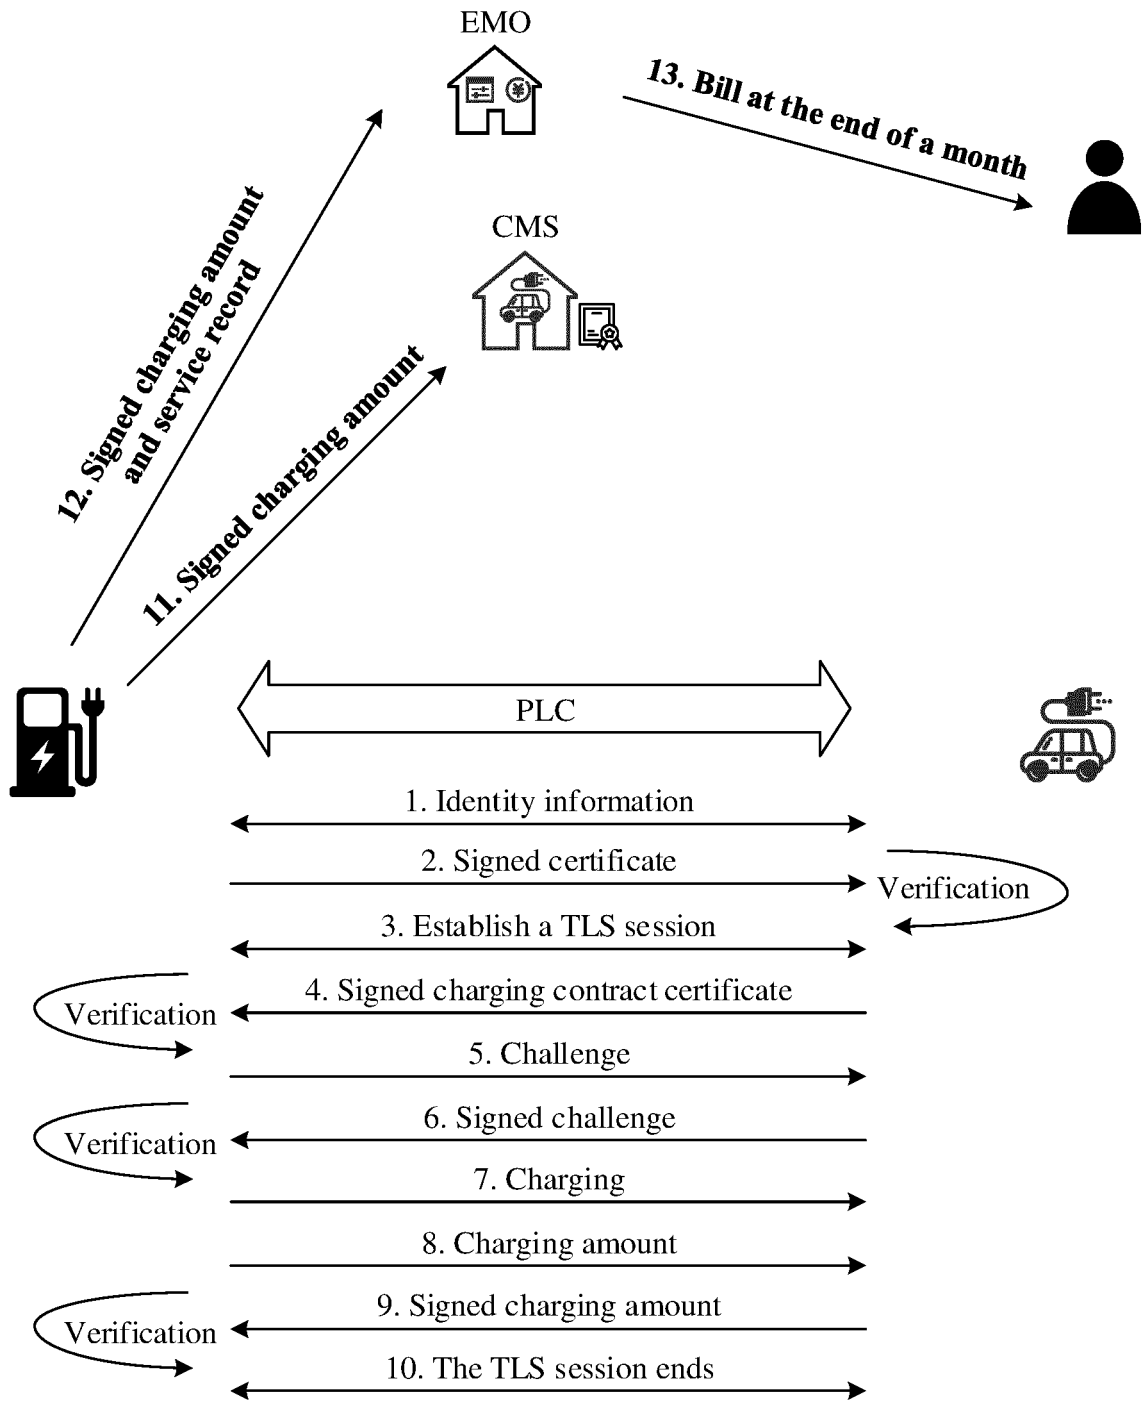 EMO
13. Bill at the end of a month
CMS
12. Signed charging amount
and service record
11. Signed charging amount
PLC
1. Identity information
2. Signed certificate
Verification
3. Establish a TLS session
4. Signed charging contract certificate
Verification
5. Challenge
6. Signed challenge
Verification
7. Charging
8. Charging amount
9. Signed charging amount
Verification
10. The TLS session ends